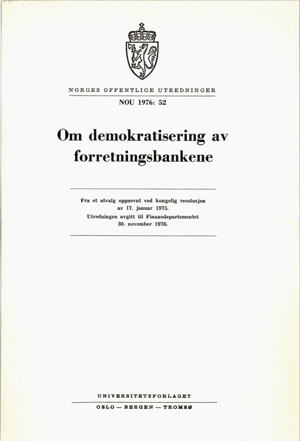 NORGES OFFENTLIGE UTREDNINGER
NOU 1976: 52
Om demokratisering av
forretningsbankene
Fra et utvalg oppnevnt ved kongelig resolusjon
av 17. januar 1975.
Utredningen avgitt til Finansdepartementet
30. november 1976.
UNIVERSITETSFORLAGET
OSLO — BERGEN — TROMSØ